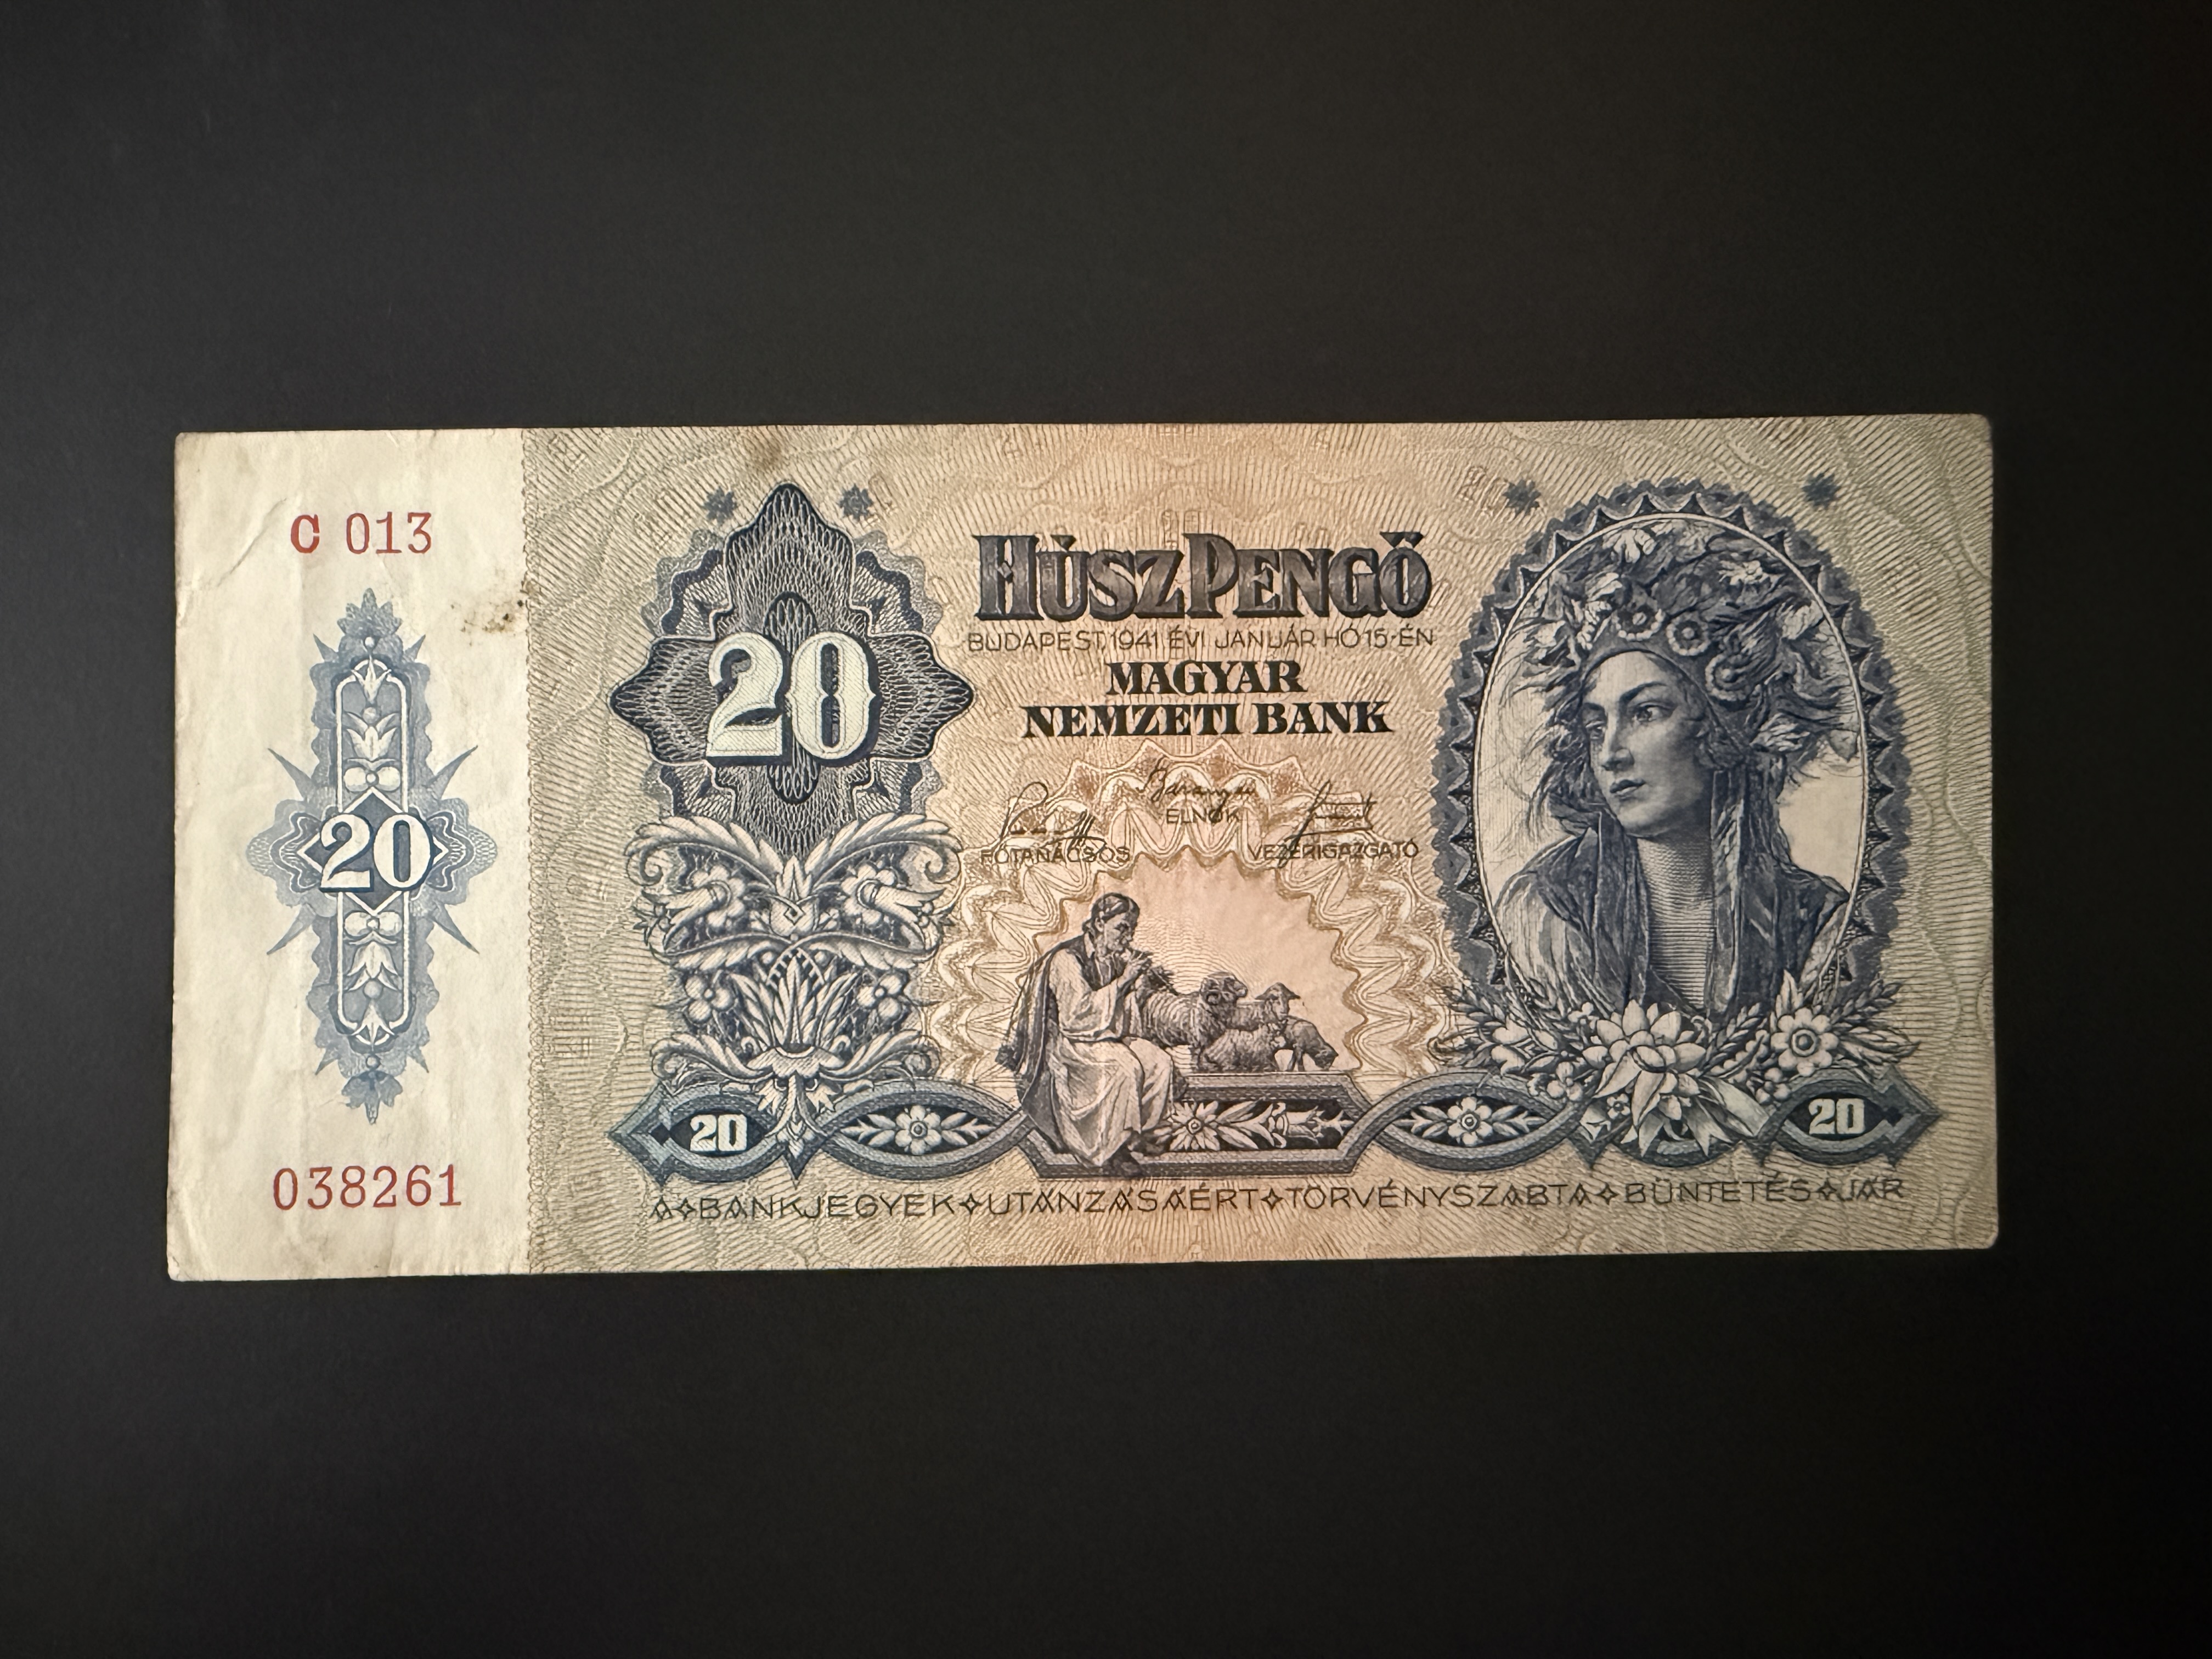 C 013
20
038261
20
HÚSZ PENGŐ
BUDAPEST, 1941 ÉVI JANUÁR HÓ 15-ÉN
MAGYAR
NEMZETI BANK
ELNÖK
FŐTANÁCSOS
VEZÉRIGAZGATÓ
20
20
A BANKJEGYEK UTÁNZÁSÁÉRT TÖRVÉNYSZABTA BÜNTETÉS JÁR